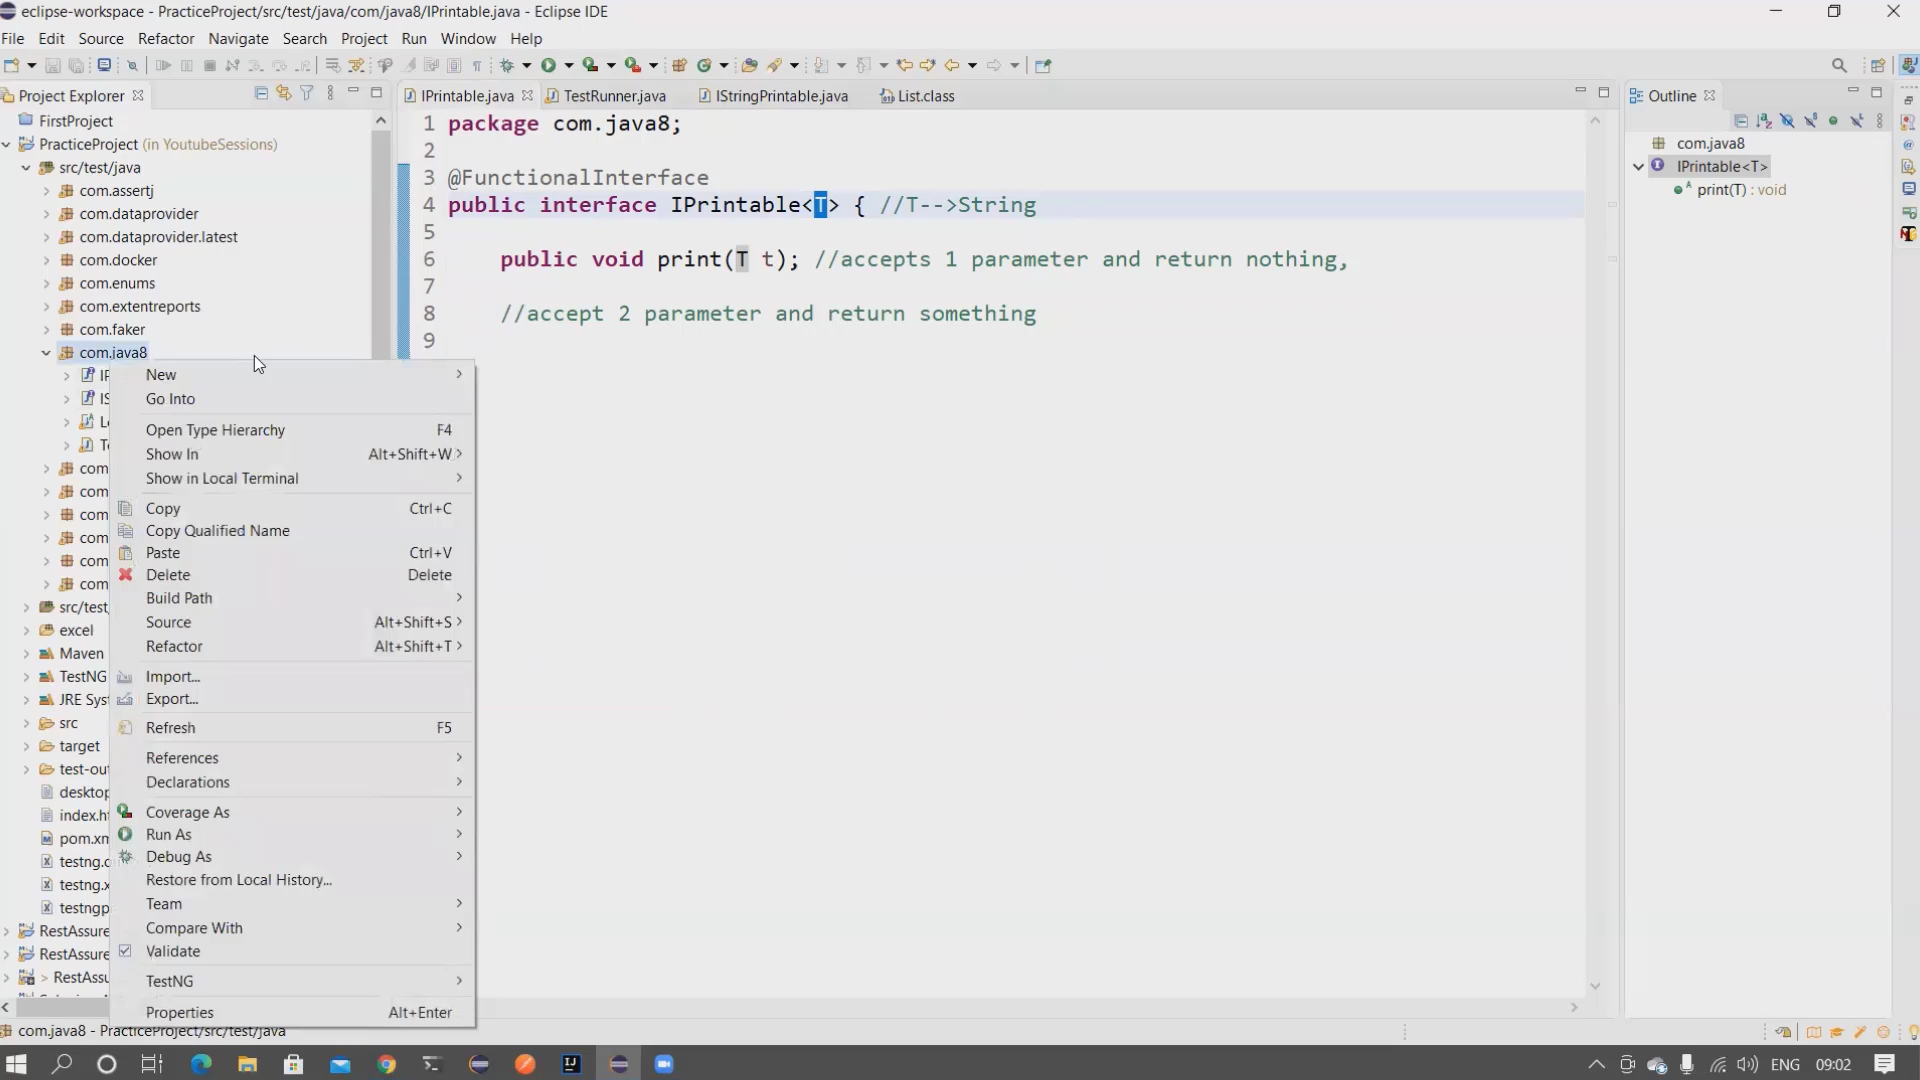 eclipse-workspace - PracticeProject/src/test/java/com/java8/IPrintable.java - Eclipse IDE
File Edit Source Refactor Navigate Search Project Run Window Help
Project Explorer
IPrintable.java
TestRunner.java
IStringPrintable.java
List.class
Outline
FirstProject
PracticeProject (in YoutubeSessions)
src/test/java
com.assertj
com.dataprovider
com.dataprovider.latest
com.docker
com.enums
com.extentreports
com.faker
com.java8
IP
IS
com
com
com
com
com
com
src/test
excel
Maven
TestNG
JRE Sys
src
target
test-ou
desktop
index.h
pom.xm
testng.
testng.x
testngp
RestAssure
RestAssure
> RestAssu
1 package com.java8;
2
3 @FunctionalInterface
4 public interface IPrintable<T> { //T-->String
5
6 public void print(T t); //accepts 1 parameter and return nothing,
7
8 //accept 2 parameter and return something
9
com.java8
IPrintable<T>
print(T) : void
New
Go Into
Open Type Hierarchy F4
Show In Alt+Shift+W
Show in Local Terminal
Copy Ctrl+C
Copy Qualified Name
Paste Ctrl+V
Delete Delete
Build Path
Source Alt+Shift+S
Refactor Alt+Shift+T
Import...
Export...
Refresh F5
References
Declarations
Coverage As
Run As
Debug As
Restore from Local History...
Team
Compare With
Validate
TestNG
Properties Alt+Enter
com.java8 - PracticeProject/src/test/java
ENG 09:02